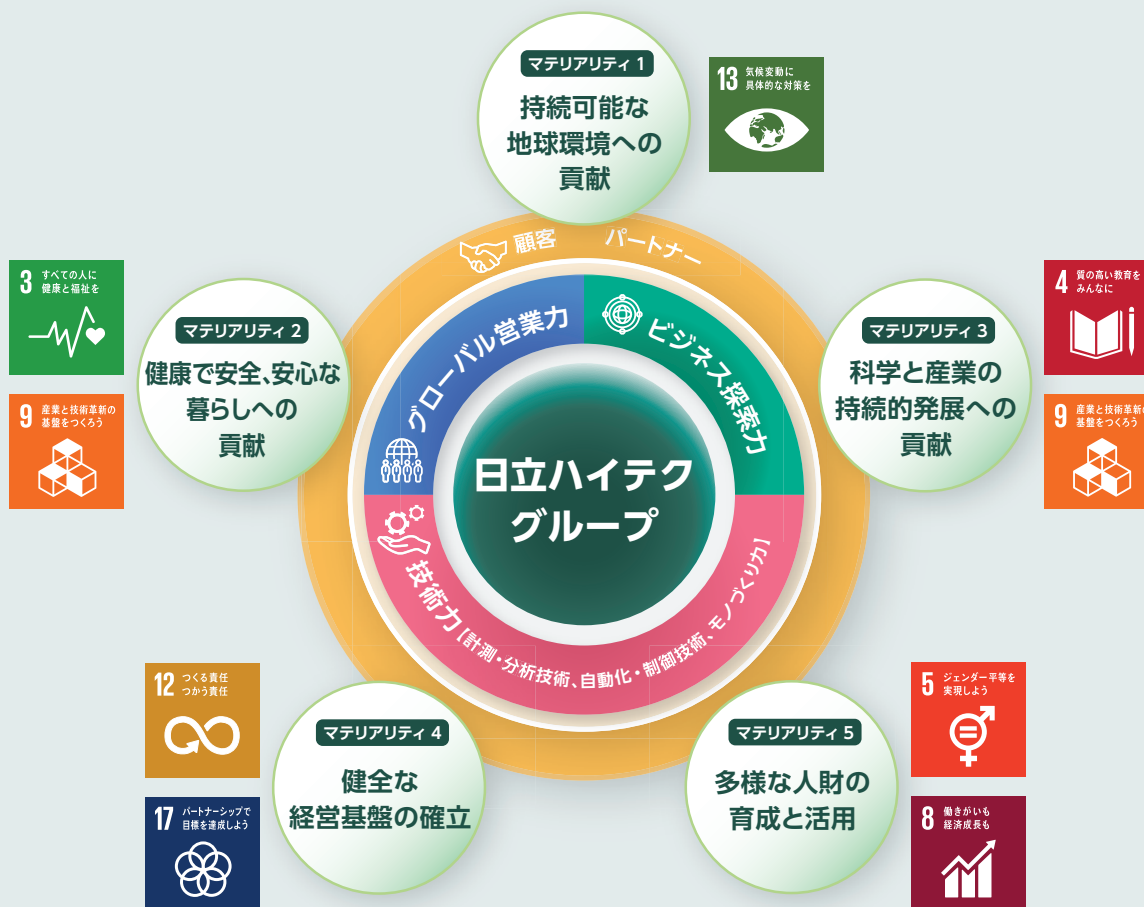 マテリアリティ 1
持続可能な
地球環境への
貢献
13 気候変動に
具体的な対策を
顧客
パートナー
3 すべての人に
健康と福祉を
9 産業と技術革新の
基盤をつくろう
マテリアリティ 2
健康で安全、安心な
暮らしへの
貢献
グローバル営業力
ビジネス探索力
マテリアリティ 3
科学と産業の
持続的発展への
貢献
4 質の高い教育を
みんなに
9 産業と技術革新の
基盤をつくろう
日立ハイテク
グループ
技術力 [計測・分析技術、自動化・制御技術、モノづくり力]
12 つくる責任
つかう責任
17 パートナーシップで
目標を達成しよう
マテリアリティ 4
健全な
経営基盤の確立
マテリアリティ 5
多様な人財の
育成と活用
5 ジェンダー平等を
実現しよう
8 働きがいも
経済成長も